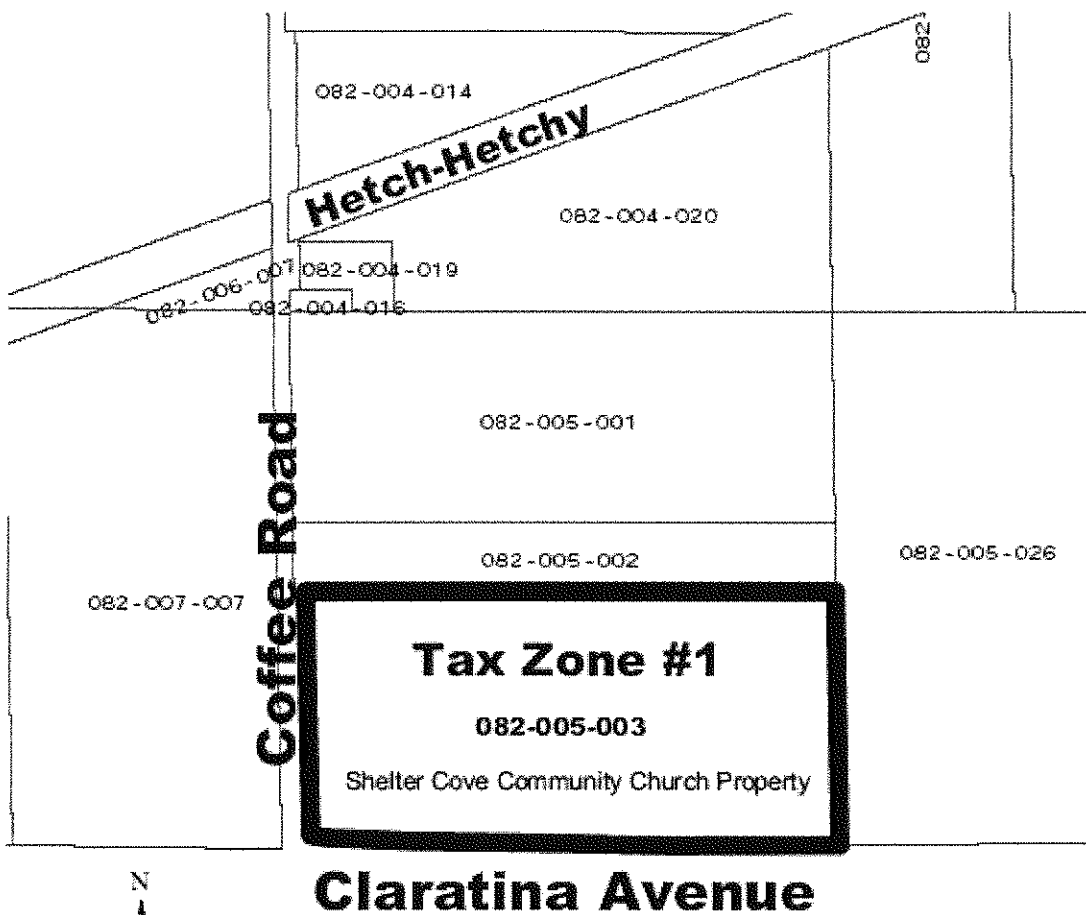 082
082-004-014
Hetch-Hetchy
082-004-020
082-006-007
082-004-019
082-004-016
082-005-001
Coffee Road
082-005-002
082-005-026
082-007-007
Tax Zone #1
082-005-003
Shelter Cove Community Church Property
N
Claratina Avenue